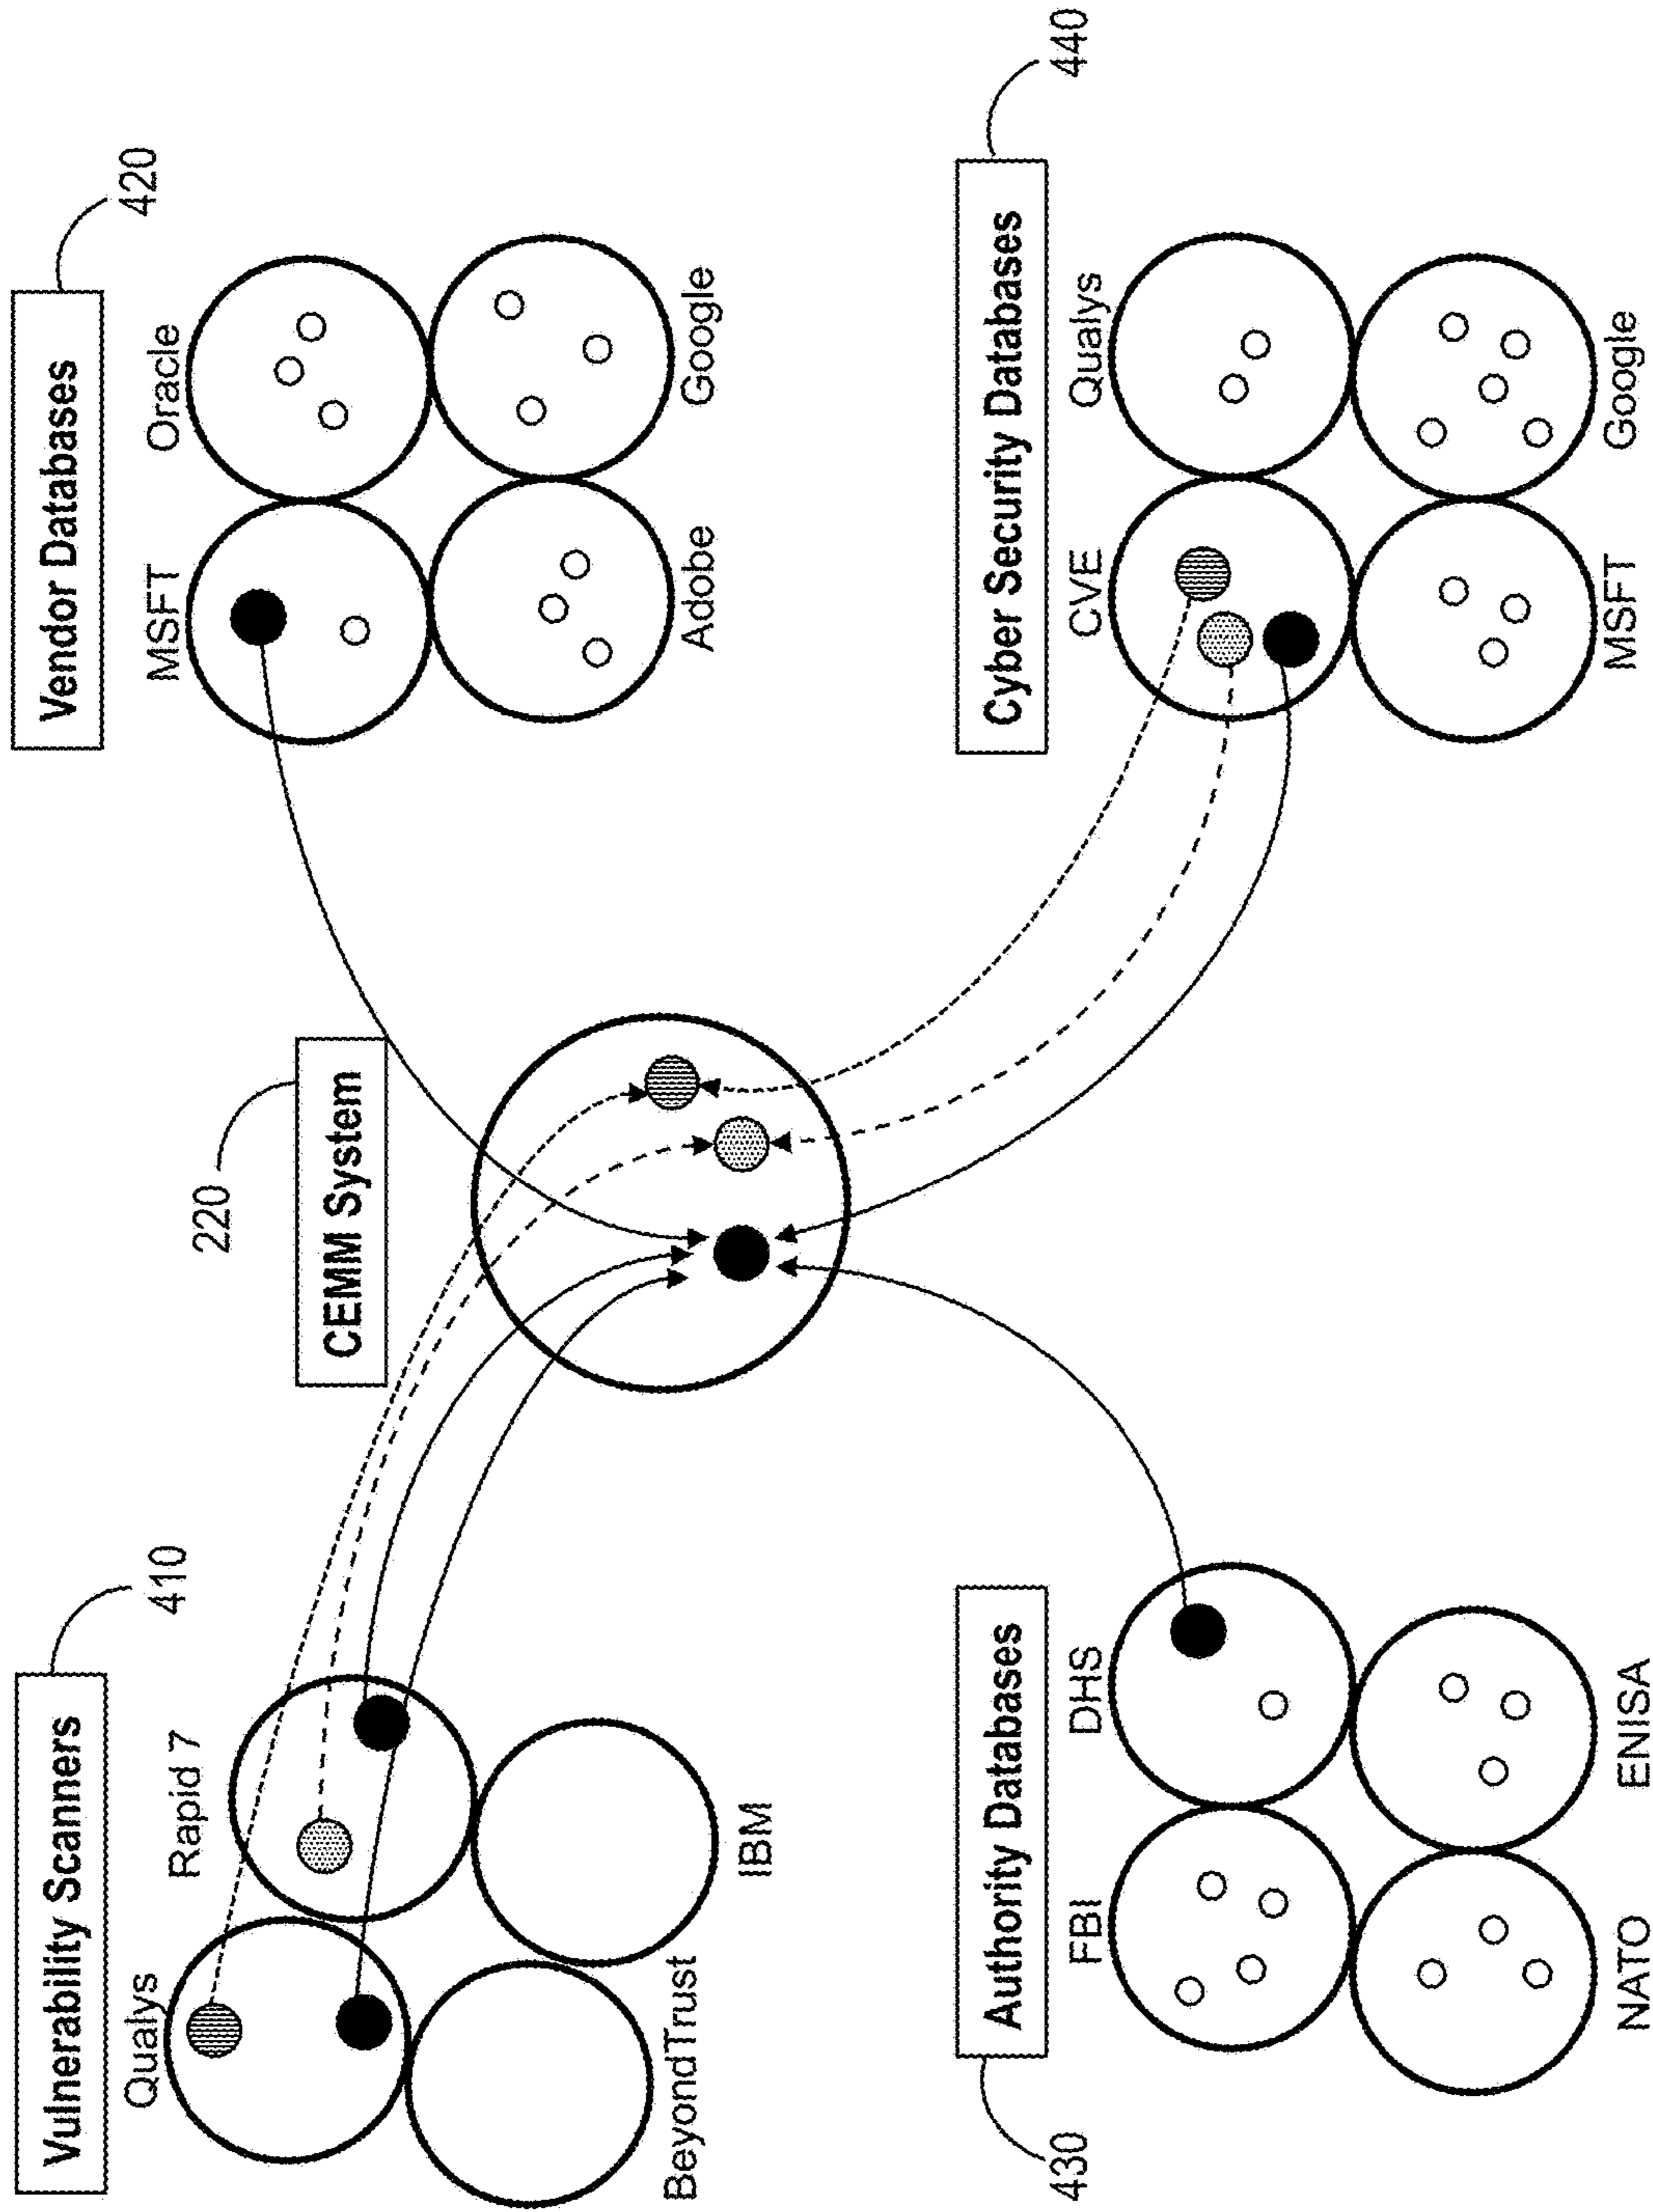 Vulnerability Scanners
410
Qualys
Rapid 7
BeyondTrust
IBM
220
CEMM System
Vendor Databases
420
MSFT
Oracle
Adobe
Google
Authority Databases
430
FBI
DHS
NATO
ENISA
Cyber Security Databases
440
CVE
Qualys
MSFT
Google